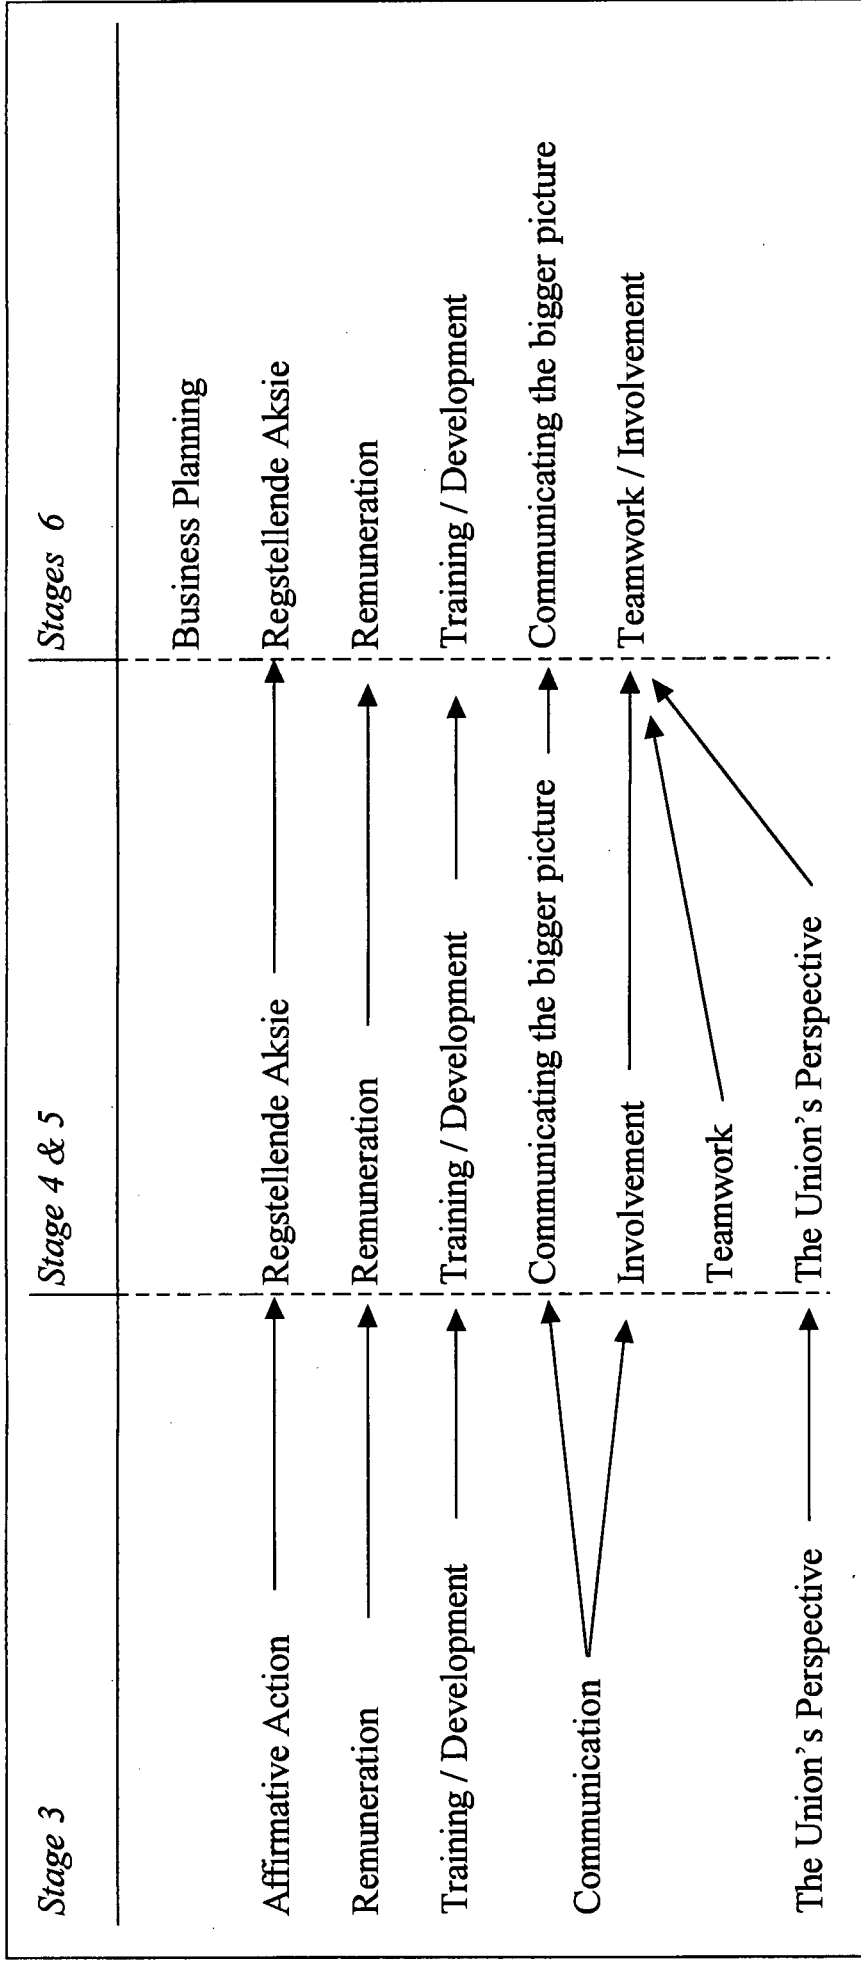 Stage 3
Stage 4 & 5
Stages 6
Business Planning
Affirmative Action
Regstellende Aksie
Regstellende Aksie
Remuneration
Remuneration
Remuneration
Training / Development
Training / Development
Training / Development
Communication
Communicating the bigger picture
Communicating the bigger picture
Involvement
Teamwork / Involvement
Teamwork
The Union's Perspective
The Union's Perspective